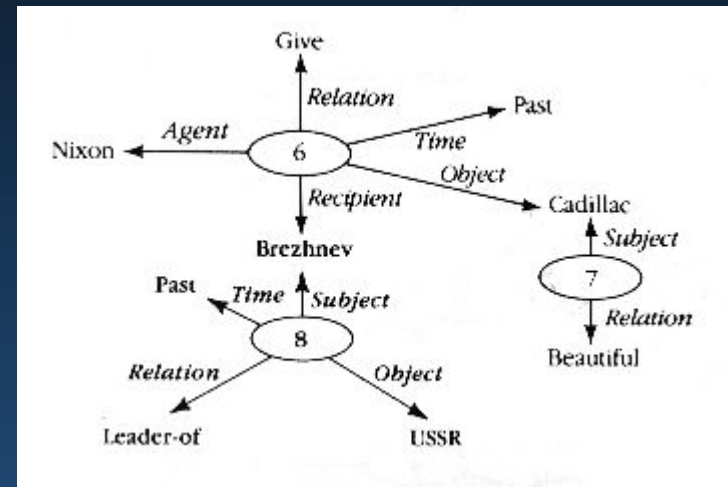 Give
Relation
Past
Agent
Nixon
6
Time
Object
Recipient
Cadillac
Brezhnev
Subject
7
Past
Time
Subject
8
Relation
Beautiful
Relation
Object
Leader-of
USSR